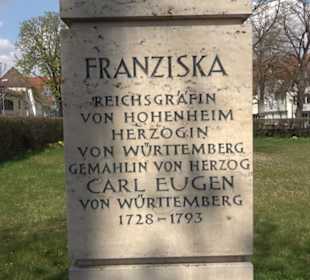 FRANZISKA
REICHSGRÄFIN
VON HOHENHEIM
HERZOGIN
VON WÜRTTEMBERG
GEMAHLIN VON HERZOG
CARL EUGEN
VON WÜRTTEMBERG
1728-1793